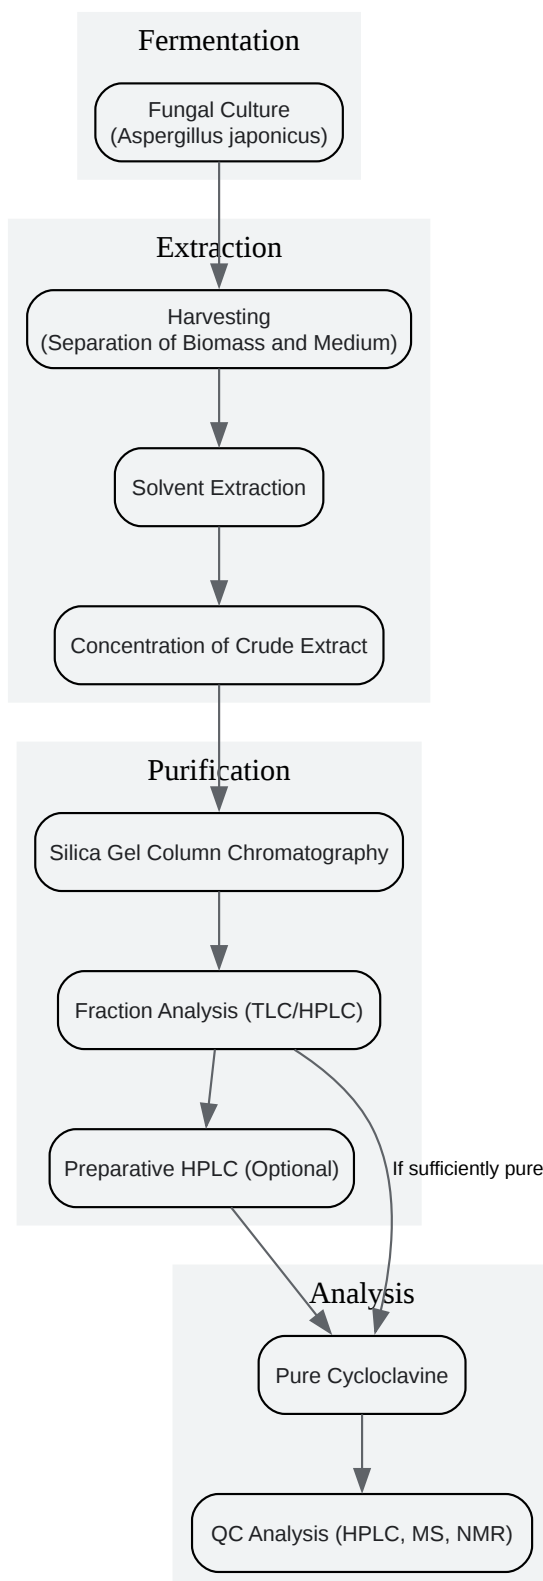 Fermentation
Fungal Culture
(Aspergillus japonicus)
Extraction
Harvesting
(Separation of Biomass and Medium)
Solvent Extraction
Concentration of Crude Extract
Purification
Silica Gel Column Chromatography
Fraction Analysis (TLC/HPLC)
Preparative HPLC (Optional)
If sufficiently pure
Analysis
Pure Cycloclavine
QC Analysis (HPLC, MS, NMR)